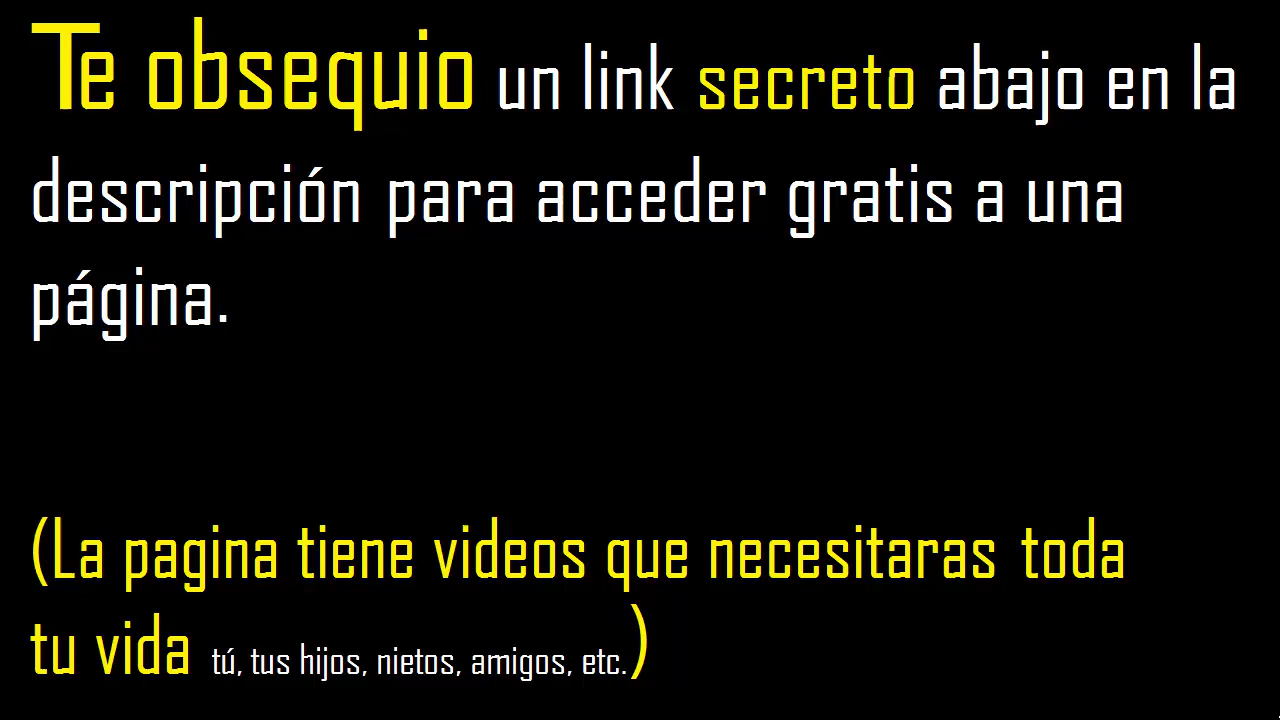 Te obsequio un link secreto abajo en la
descripción para acceder gratis a una
página.
(La pagina tiene videos que necesitaras toda
tu vida tú, tus hijos, nietos, amigos, etc.)